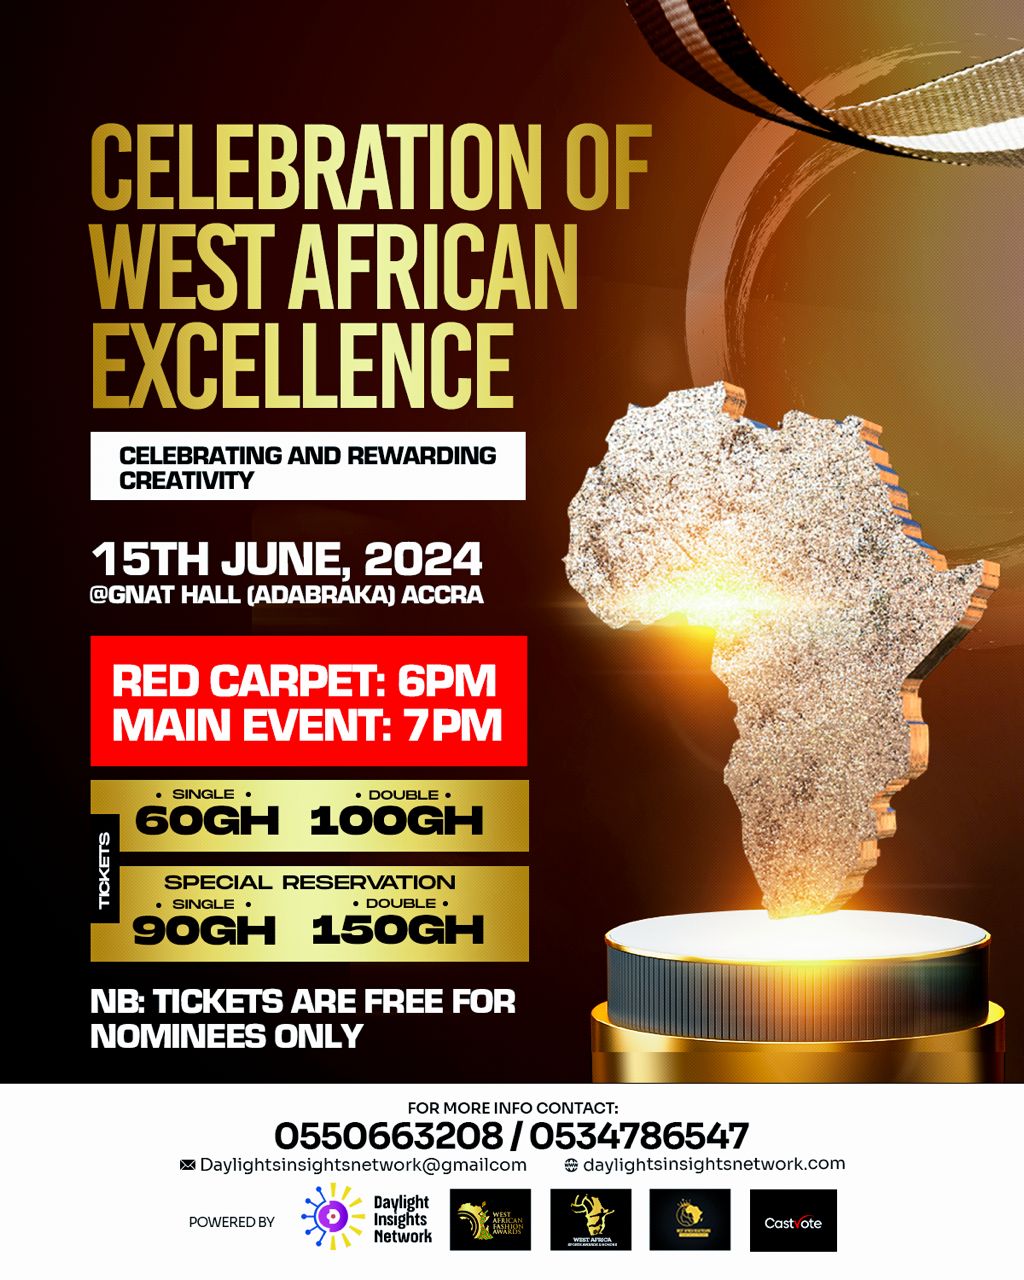 CELEBRATION OF
WEST AFRICAN
EXCELLENCE
CELEBRATING AND REWARDING
CREATIVITY
15TH JUNE, 2024
@GNAT HALL (ADABRAKA) ACCRA
RED CARPET: 6PM
MAIN EVENT: 7PM
TICKETS
• SINGLE • • DOUBLE •
60GH 100GH
SPECIAL RESERVATION
• SINGLE • • DOUBLE •
90GH 150GH
NB: TICKETS ARE FREE FOR
NOMINEES ONLY
FOR MORE INFO CONTACT:
0550663208 / 0534786547
Daylightsinsightsnetwork@gmailcom daylightsinsightsnetwork.com
POWERED BY
Daylight
Insights
Network
WEST
AFRICAN
FASHION
AWARDS
WEST AFRICA
SPORTS AWARDS & HONORS
Castvote